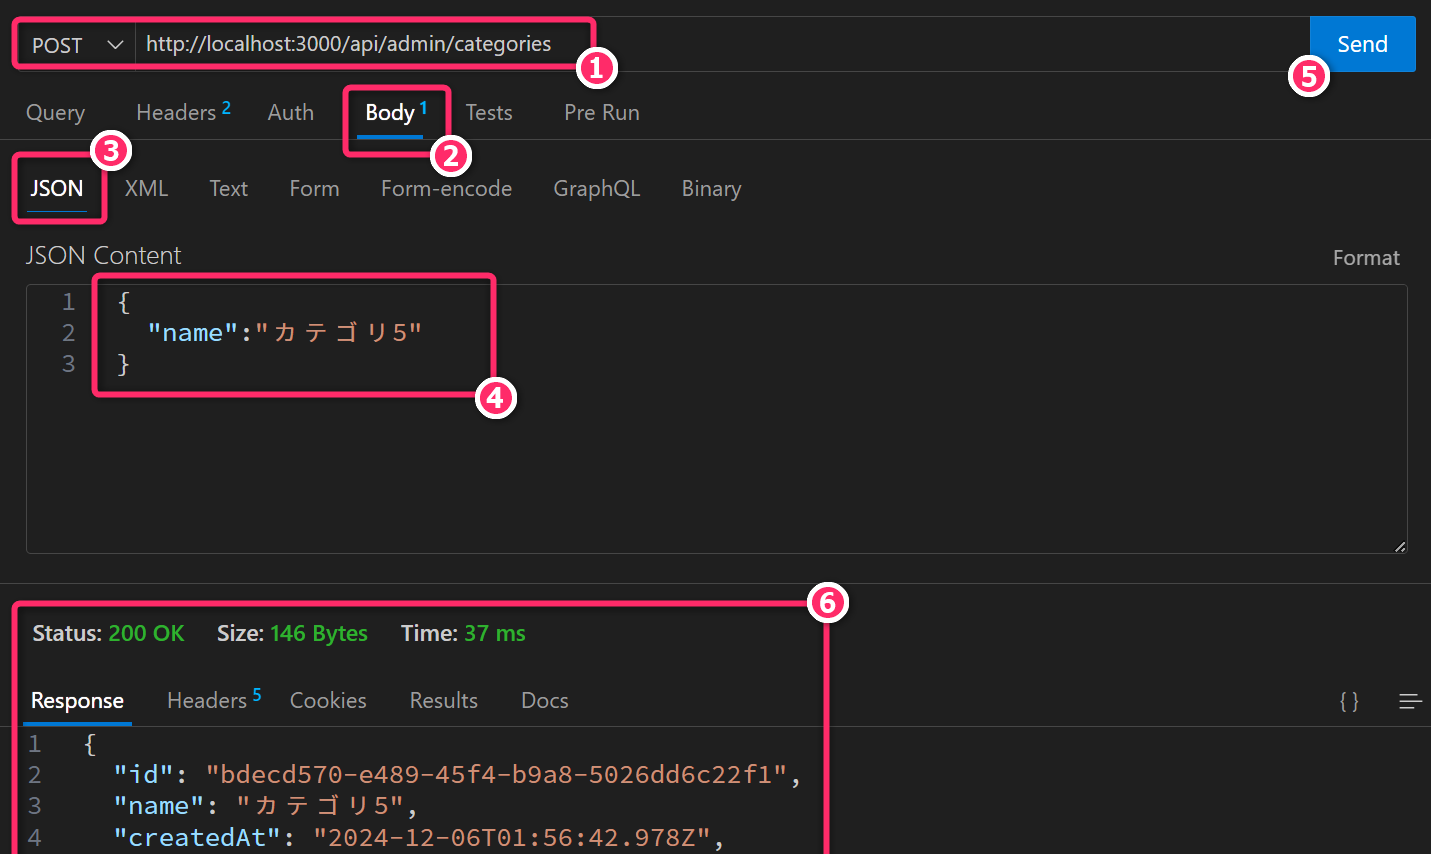 POST http://localhost:3000/api/admin/categories Send
1
5
Query Headers 2 Auth Body 1 Tests Pre Run
2
3
JSON XML Text Form Form-encode GraphQL Binary
JSON Content Format
1 {
2 "name":"カテゴリ5"
3 }
4
6
Status: 200 OK Size: 146 Bytes Time: 37 ms
Response Headers 5 Cookies Results Docs { }
1 {
2 "id": "bdecd570-e489-45f4-b9a8-5026dd6c22f1",
3 "name": "カテゴリ5",
4 "createdAt": "2024-12-06T01:56:42.978Z",